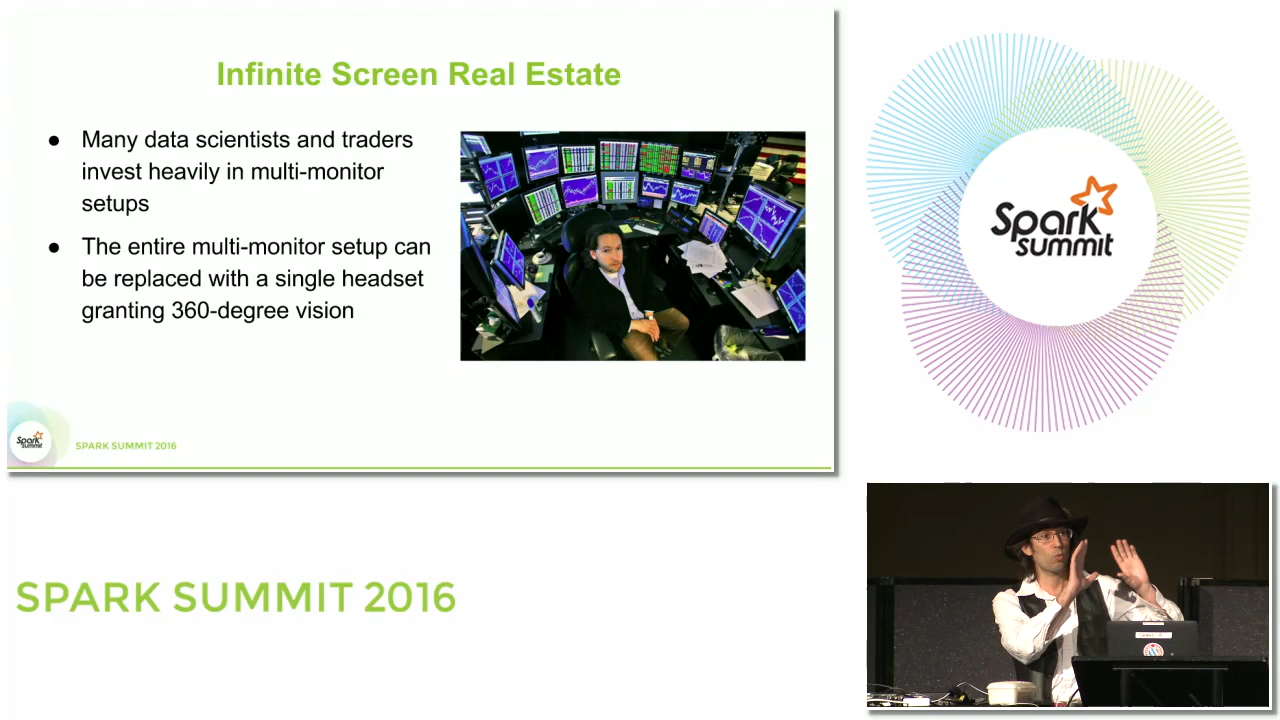 Infinite Screen Real Estate
● Many data scientists and traders
invest heavily in multi-monitor
setups
● The entire multi-monitor setup can
be replaced with a single headset
granting 360-degree vision
Spark
summit
SPARK SUMMIT 2016
Spark
summit
SPARK SUMMIT 2016